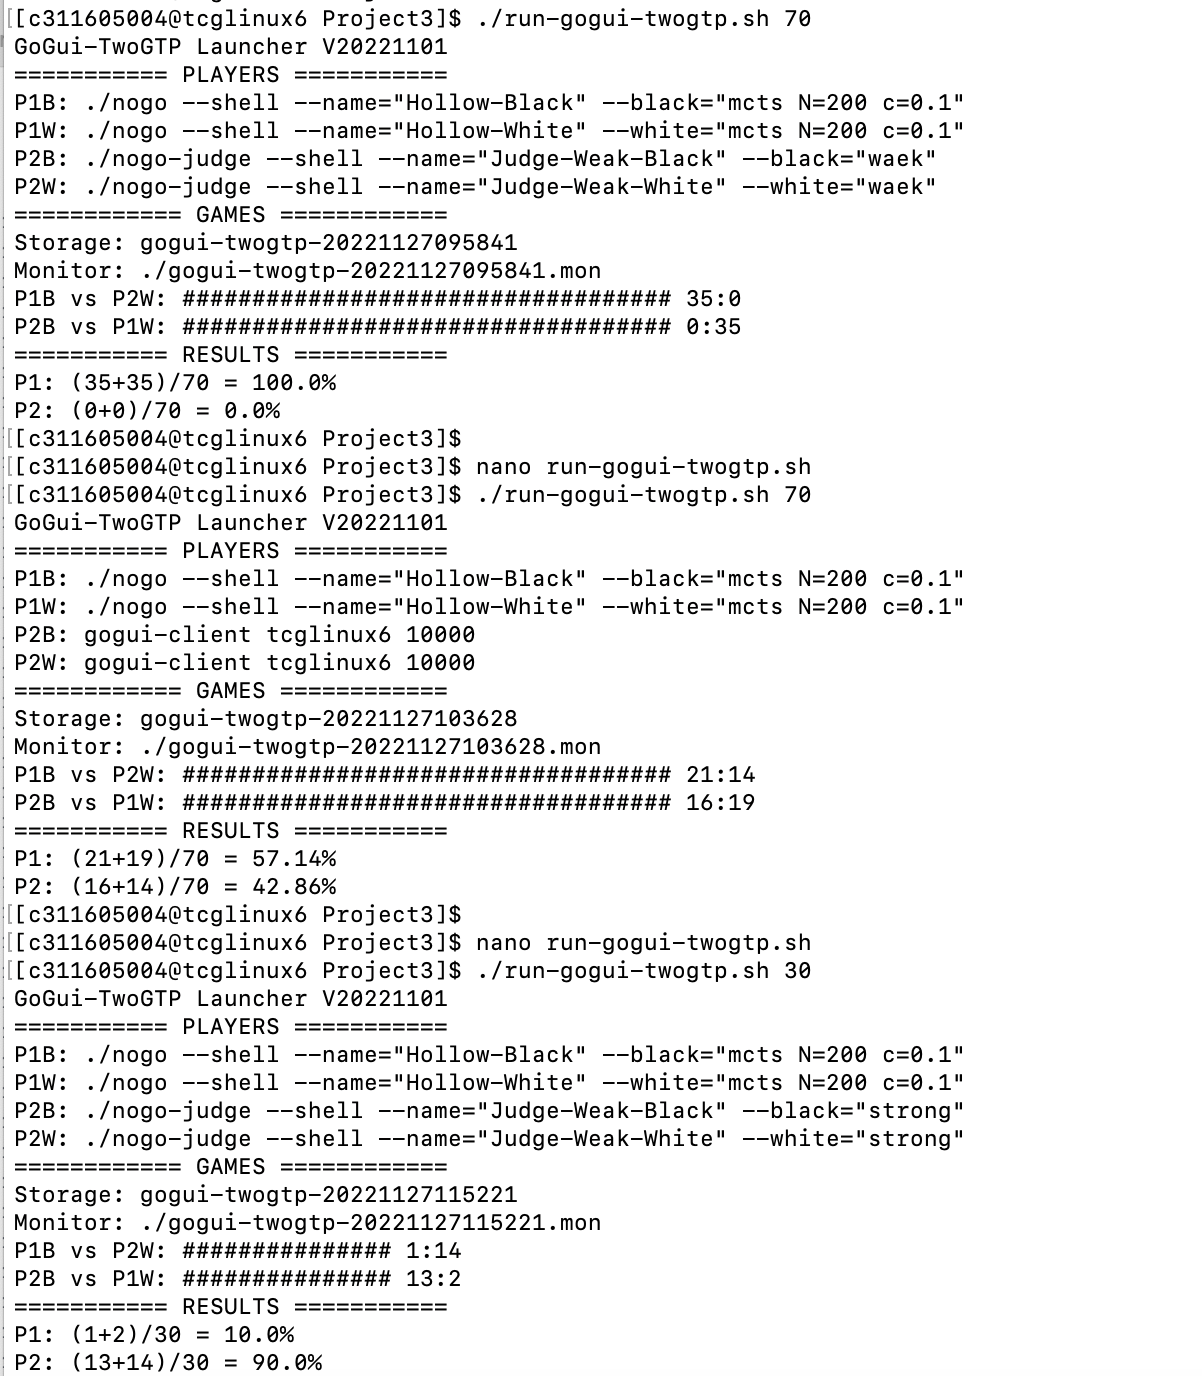 [[c311605004@tcglinux6 Project3]$ ./run-gogui-twogtp.sh 70
GoGui-TwoGTP Launcher V20221101
=========== PLAYERS ===========
P1B: ./nogo --shell --name="Hollow-Black" --black="mcts N=200 c=0.1"
P1W: ./nogo --shell --name="Hollow-White" --white="mcts N=200 c=0.1"
P2B: ./nogo-judge --shell --name="Judge-Weak-Black" --black="waek"
P2W: ./nogo-judge --shell --name="Judge-Weak-White" --white="waek"
============ GAMES ============
Storage: gogui-twogtp-20221127095841
Monitor: ./gogui-twogtp-20221127095841.mon
P1B vs P2W: ################################### 35:0
P2B vs P1W: ################################### 0:35
=========== RESULTS ===========
P1: (35+35)/70 = 100.0%
P2: (0+0)/70 = 0.0%
[[c311605004@tcglinux6 Project3]$
[[c311605004@tcglinux6 Project3]$ nano run-gogui-twogtp.sh
[[c311605004@tcglinux6 Project3]$ ./run-gogui-twogtp.sh 70
GoGui-TwoGTP Launcher V20221101
=========== PLAYERS ===========
P1B: ./nogo --shell --name="Hollow-Black" --black="mcts N=200 c=0.1"
P1W: ./nogo --shell --name="Hollow-White" --white="mcts N=200 c=0.1"
P2B: gogui-client tcglinux6 10000
P2W: gogui-client tcglinux6 10000
============ GAMES ============
Storage: gogui-twogtp-20221127103628
Monitor: ./gogui-twogtp-20221127103628.mon
P1B vs P2W: ################################### 21:14
P2B vs P1W: ################################### 16:19
=========== RESULTS ===========
P1: (21+19)/70 = 57.14%
P2: (16+14)/70 = 42.86%
[[c311605004@tcglinux6 Project3]$
[[c311605004@tcglinux6 Project3]$ nano run-gogui-twogtp.sh
[[c311605004@tcglinux6 Project3]$ ./run-gogui-twogtp.sh 30
GoGui-TwoGTP Launcher V20221101
=========== PLAYERS ===========
P1B: ./nogo --shell --name="Hollow-Black" --black="mcts N=200 c=0.1"
P1W: ./nogo --shell --name="Hollow-White" --white="mcts N=200 c=0.1"
P2B: ./nogo-judge --shell --name="Judge-Weak-Black" --black="strong"
P2W: ./nogo-judge --shell --name="Judge-Weak-White" --white="strong"
============ GAMES ============
Storage: gogui-twogtp-20221127115221
Monitor: ./gogui-twogtp-20221127115221.mon
P1B vs P2W: ############### 1:14
P2B vs P1W: ############### 13:2
=========== RESULTS ===========
P1: (1+2)/30 = 10.0%
P2: (13+14)/30 = 90.0%